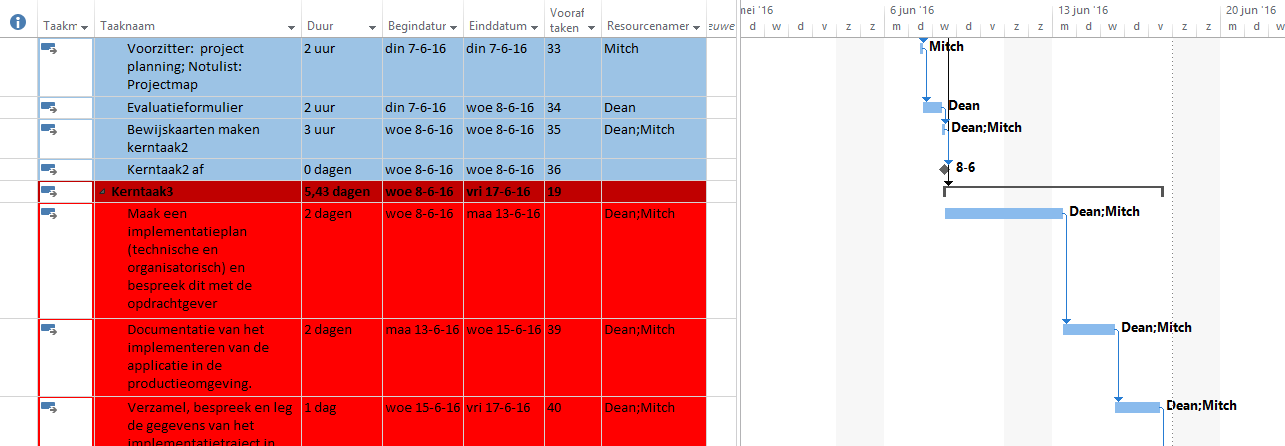 mei '16 6 jun '16 13 jun '16 20 jun '16
Taakm Taaknaam Duur Begindatur Einddatum Vooraf taken Resourcenamer euwe
d w d v z z m d w d v z z m d w d v z z m d w
Voorzitter: project 2 uur din 7-6-16 din 7-6-16 33 Mitch Mitch
planning; Notulist:
Projectmap
Evaluatieformulier 2 uur din 7-6-16 woe 8-6-16 34 Dean Dean
Bewijskaarten maken 3 uur woe 8-6-16 woe 8-6-16 35 Dean;Mitch Dean;Mitch
kerntaak2
Kerntaak2 af 0 dagen woe 8-6-16 woe 8-6-16 36 8-6
Kerntaak3 5,43 dagen woe 8-6-16 vri 17-6-16 19
Maak een 2 dagen woe 8-6-16 maa 13-6-16 Dean;Mitch Dean;Mitch
implementatieplan
(technische en
organisatorisch) en
bespreek dit met de
opdrachtgever
Documentatie van het 2 dagen maa 13-6-16 woe 15-6-16 39 Dean;Mitch Dean;Mitch
implementeren van de
applicatie in de
productieomgeving.
Verzamel, bespreek en leg 1 dag woe 15-6-16 vri 17-6-16 40 Dean;Mitch Dean;Mitch
de gegevens van het
implementatietraject in